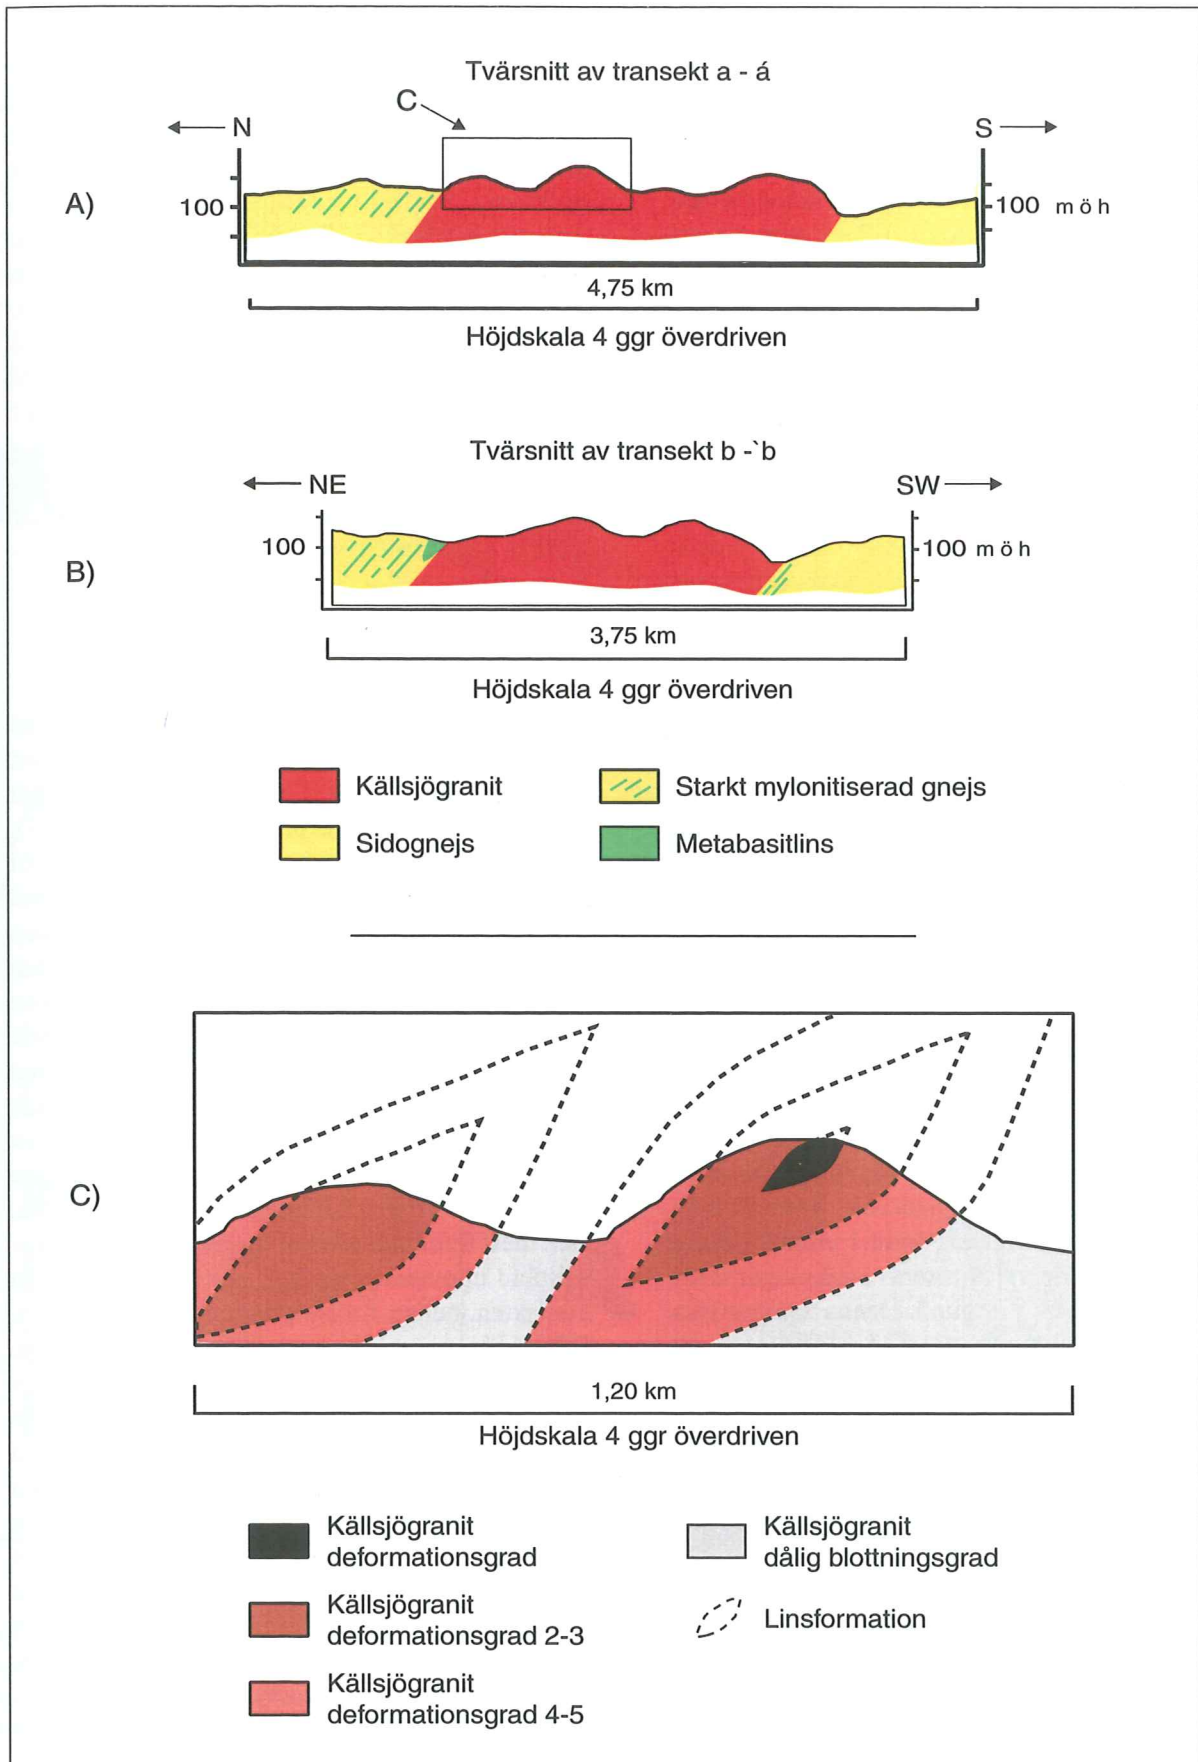 Tvärsnitt av transekt a - á
C
N
S
A)
100
100 m ö h
4,75 km
Höjdskala 4 ggr överdriven
Tvärsnitt av transekt b -`b
NE
SW
100
100 m ö h
B)
3,75 km
Höjdskala 4 ggr överdriven
Källsjögranit
Starkt mylonitiserad gnejs
Sidognejs
Metabasitlins
C)
1,20 km
Höjdskala 4 ggr överdriven
Källsjögranit
deformationsgrad
Källsjögranit
dålig blottningsgrad
Källsjögranit
deformationsgrad 2-3
Linsformation
Källsjögranit
deformationsgrad 4-5